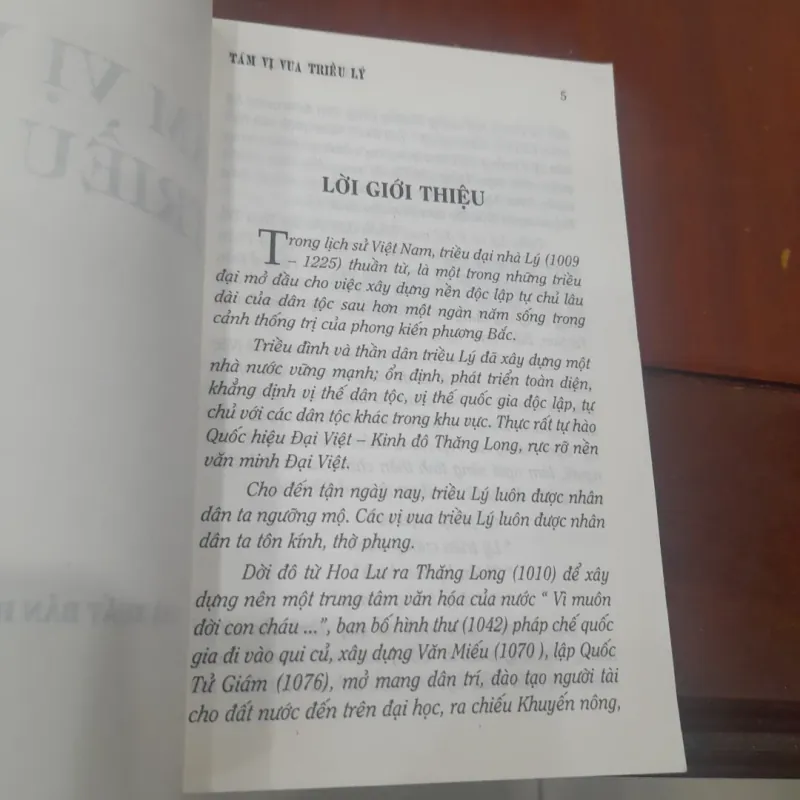 TÁM VỊ VUA TRIỀU LÝ
5
LỜI GIỚI THIỆU
Trong lịch sử Việt Nam, triều đại nhà Lý (1009
– 1225) thuần từ, là một trong những triều
đại mở đầu cho việc xây dựng nền độc lập tự chủ lâu
dài của dân tộc sau hơn một ngàn năm sống trong
cảnh thống trị của phong kiến phương Bắc.
Triều đình và thần dân triều Lý đã xây dựng một
nhà nước vững mạnh; ổn định, phát triển toàn diện,
khẳng định vị thế dân tộc, vị thế quốc gia độc lập, tự
chủ với các dân tộc khác trong khu vực. Thực rất tự hào
Quốc hiệu Đại Việt – Kinh đô Thăng Long, rực rỡ nền
văn minh Đại Việt.
Cho đến tận ngày nay, triều Lý luôn được nhân
dân ta ngưỡng mộ. Các vị vua triều Lý luôn được nhân
dân ta tôn kính, thờ phụng.
Dời đô từ Hoa Lư ra Thăng Long (1010) để xây
dựng nên một trung tâm văn hóa của nước “ Vì muôn
đời con cháu ...”, ban bố hình thư (1042) pháp chế quốc
gia đi vào qui củ, xây dựng Văn Miếu (1070 ), lập Quốc
Tử Giám (1076), mở mang dân trí, đào tạo người tài
cho đất nước đến trên đại học, ra chiếu Khuyến nông,